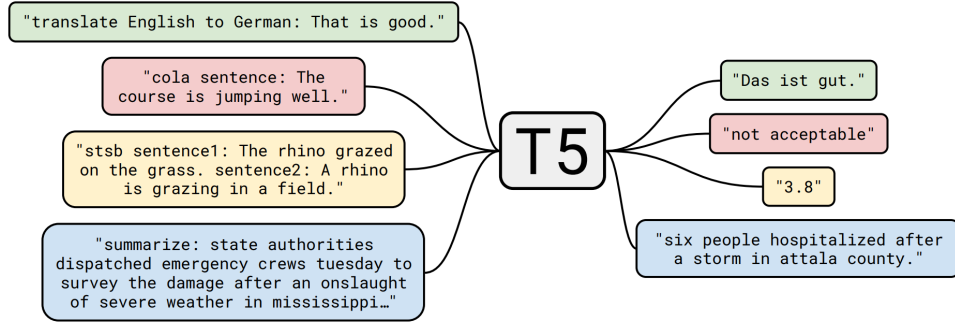 "translate English to German: That is good."
"cola sentence: The
course is jumping well."
"stsb sentence1: The rhino grazed
on the grass. sentence2: A rhino
is grazing in a field."
"summarize: state authorities
dispatched emergency crews tuesday to
survey the damage after an onslaught
of severe weather in mississippi…"
T5
"Das ist gut."
"not acceptable"
"3.8"
"six people hospitalized after
a storm in attala county."